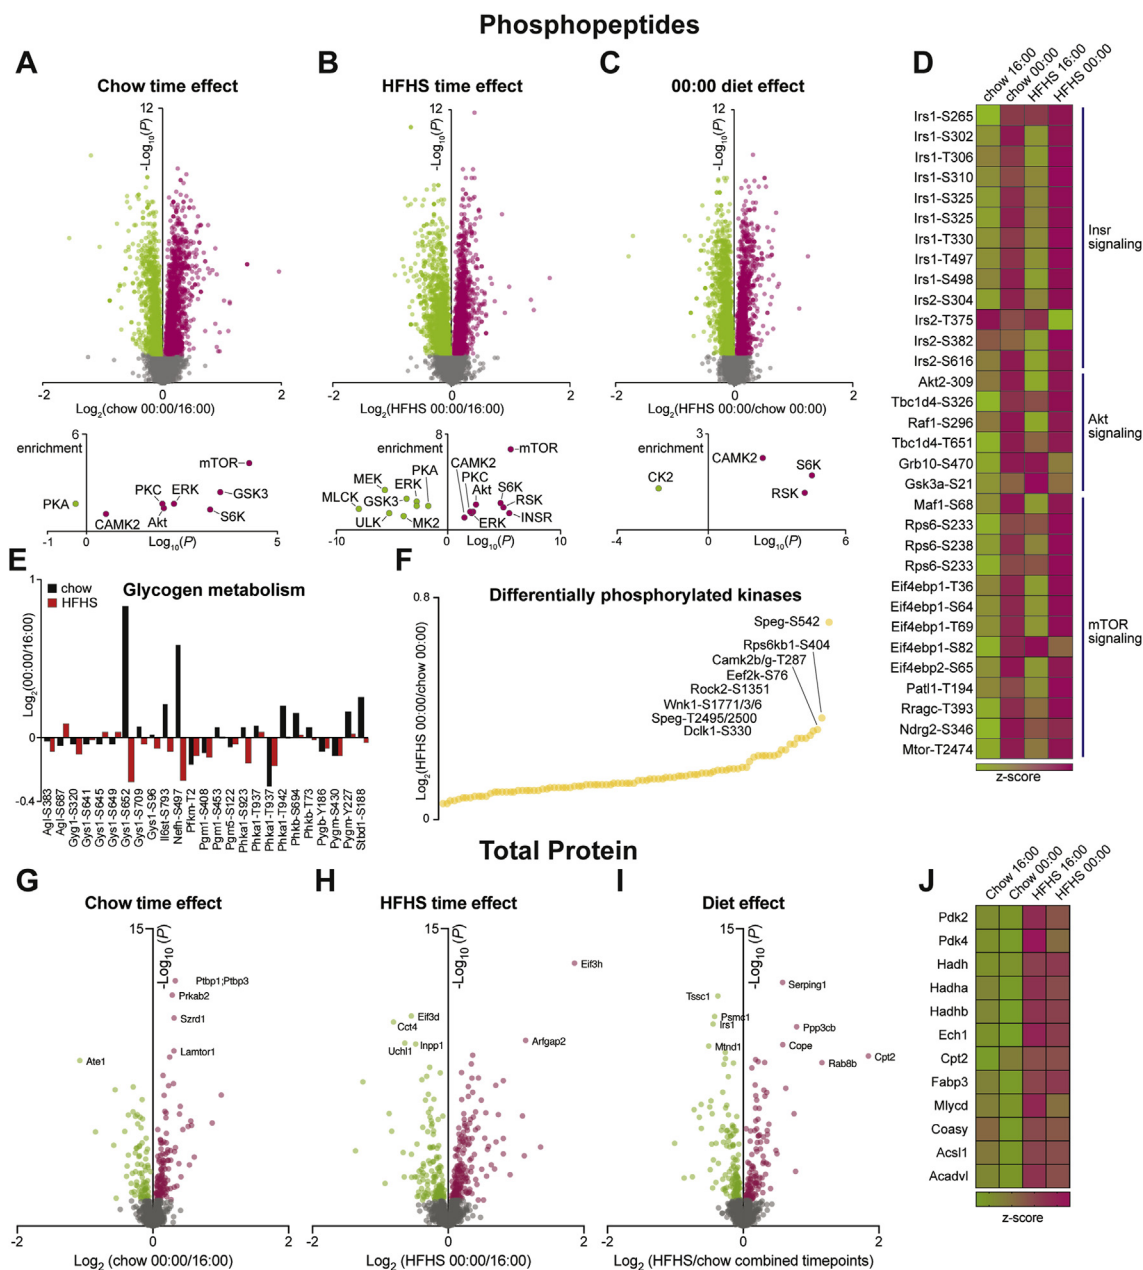 Phosphopeptides
A
Chow time effect
12
-Log10(P)
-2
0
2
Log2(chow 00:00/16:00)
6
enrichment
mTOR
PKC
ERK
GSK3
PKA
CAMK2
Akt
S6K
-1
0
Log10(P)
5
B
HFHS time effect
12
-Log10(P)
-2
0
2
Log2(HFHS 00:00/16:00)
8
enrichment
mTOR
CAMK2
PKA
MEK
ERK
PKC
Akt
S6K
MLCK
GSK3
RSK
ULK
MK2
ERK
INSR
-10
0
Log10(P)
10
C
00:00 diet effect
12
-Log10(P)
-2
0
2
Log2(HFHS 00:00/chow 00:00)
3
enrichment
CAMK2
CK2
S6K
RSK
-4
0
Log10(P)
6
D
chow 16:00
chow 00:00
HFHS 16:00
HFHS 00:00
Irs1-S265
Irs1-S302
Irs1-T306
Irs1-S310
Irs1-S325
Irs1-S325
Irs1-T330
Irs1-T497
Irs1-S498
Irs2-S304
Irs2-T375
Irs2-S382
Irs2-S616
Akt2-309
Tbc1d4-S326
Raf1-S296
Tbc1d4-T651
Grb10-S470
Gsk3a-S21
Maf1-S68
Rps6-S233
Rps6-S238
Rps6-S233
Eif4ebp1-T36
Eif4ebp1-S64
Eif4ebp1-T69
Eif4ebp1-S82
Eif4ebp2-S65
Patl1-T194
Rragc-T393
Ndrg2-S346
Mtor-T2474
Insr
signaling
Akt
signaling
mTOR
signaling
z-score
E
Glycogen metabolism
chow
HFHS
1
0
-0.4
Log2(00:00/16:00)
Agl-S383
Agl-S687
Gyg1-S320
Gys1-S641
Gys1-S645
Gys1-S649
Gys1-S652
Gys1-S709
Gys1-S96
Il6st-S793
Nefh-S497
Pfkm-T2
Pgm1-S408
Pgm1-S453
Pgm5-S122
Phka1-S923
Phka1-T937
Phka1-T937
Phka1-T942
Phkb-S694
Phkb-T73
Pygb-Y186
Pygm-S430
Pygm-Y227
Stbd1-S188
F
0.8
Differentially phosphorylated kinases
Log2(HFHS 00:00/chow 00:00)
0
Speg-S542
Rps6kb1-S404
Camk2b/g-T287
Eef2k-S76
Rock2-S1351
Wnk1-S1771/3/6
Speg-T2495/2500
Dclk1-S330
Total Protein
G
Chow time effect
15
-Log10 (P)
Ptbp1;Ptbp3
Prkab2
Szrd1
Lamtor1
Ate1
-2
0
2
Log2 (chow 00:00/16:00)
H
HFHS time effect
15
-Log10 (P)
Eif3h
Eif3d
Cct4
Uchl1
Inpp1
Arfgap2
-2
0
2
Log2 (HFHS 00:00/16:00)
I
Diet effect
15
-Log10 (P)
Serping1
Tssc1
Psmc1
Irs1
Ppp3cb
Mtnd1
Cope
Cpt2
Rab8b
-2
0
2
Log2 (HFHS/chow combined timepoints)
J
Chow 16:00
Chow 00:00
HFHS 16:00
HFHS 00:00
Pdk2
Pdk4
Hadh
Hadha
Hadhb
Ech1
Cpt2
Fabp3
Mlycd
Coasy
Acsl1
Acadvl
z-score